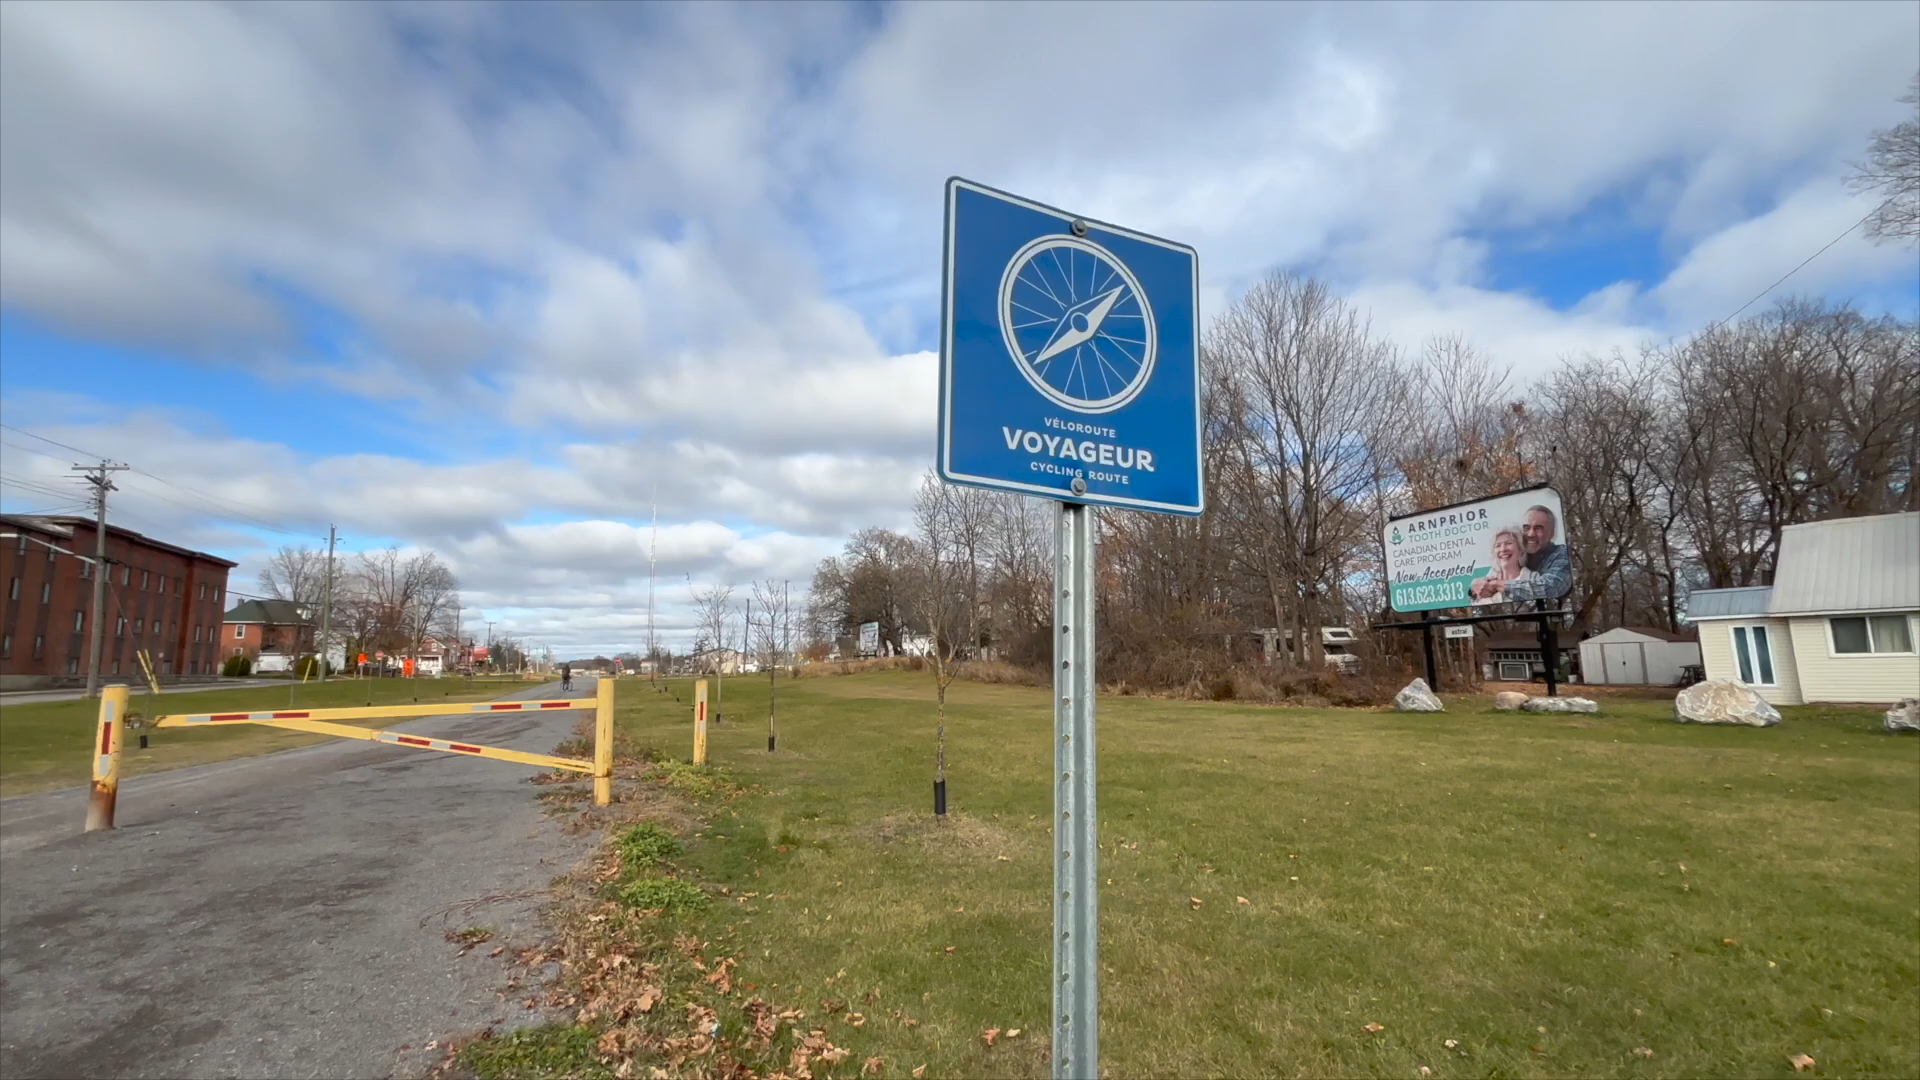 VÉLOROUTE
VOYAGEUR
CYCLING ROUTE
ARNPRIOR
TOOTH DOCTOR
CANADIAN DENTAL
CARE PROGRAM
Now Accepted
613.623.3313
astral